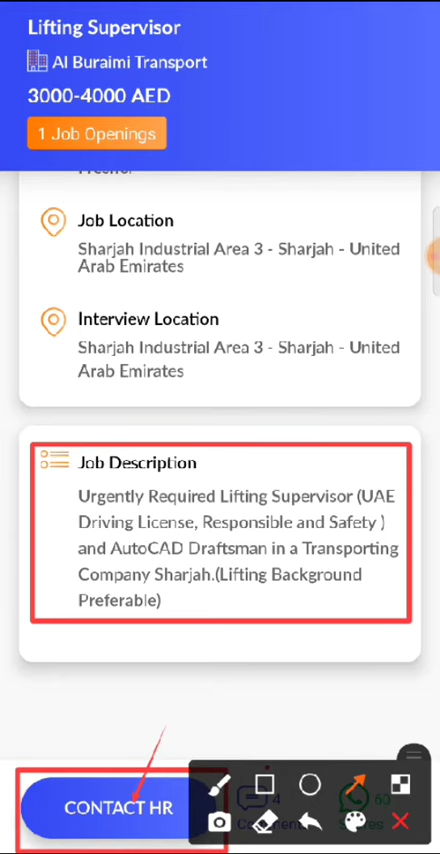 Lifting Supervisor
Al Buraimi Transport
3000-4000 AED
1 Job Openings
Job Location
Sharjah Industrial Area 3 - Sharjah - United
Arab Emirates
Interview Location
Sharjah Industrial Area 3 - Sharjah - United
Arab Emirates
Job Description
Urgently Required Lifting Supervisor (UAE
Driving License, Responsible and Safety )
and AutoCAD Draftsman in a Transporting
Company Sharjah.(Lifting Background
Preferable)
CONTACT HR
4
60